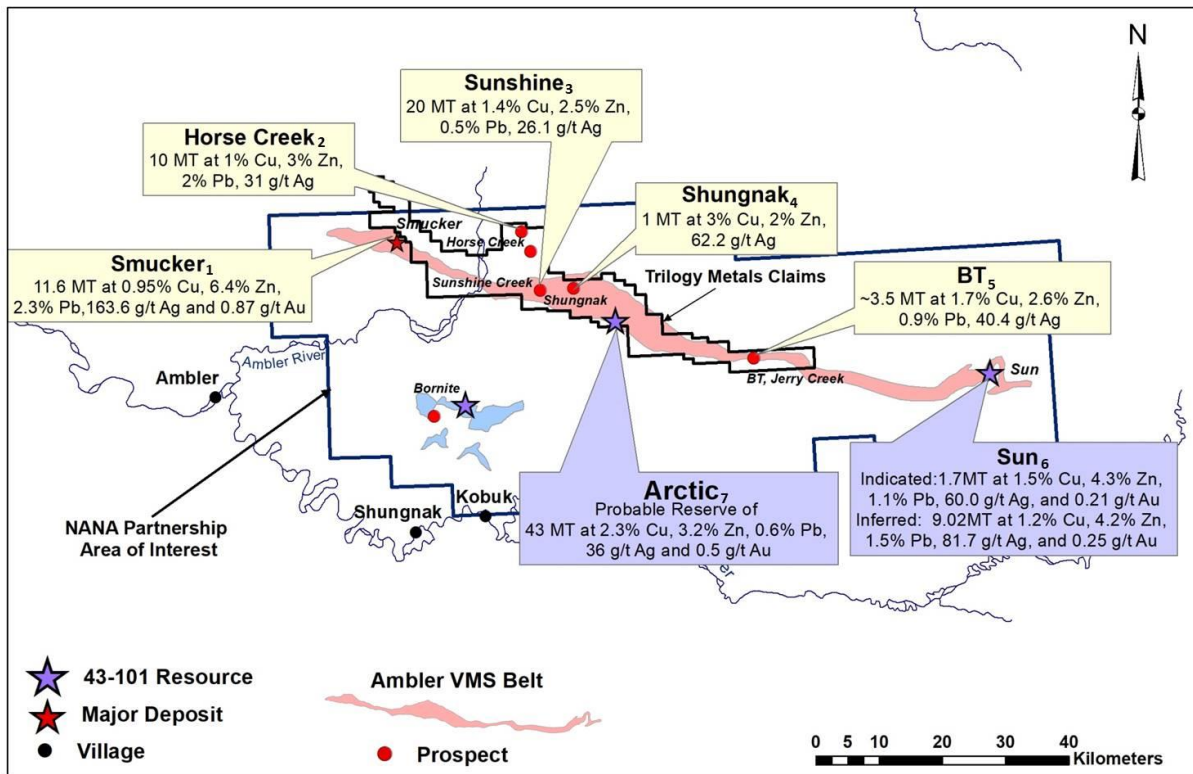 N
Sunshine3
20 MT at 1.4% Cu, 2.5% Zn,
0.5% Pb, 26.1 g/t Ag
Horse Creek2
10 MT at 1% Cu, 3% Zn,
2% Pb, 31 g/t Ag
Shungnak4
1 MT at 3% Cu, 2% Zn,
62.2 g/t Ag
Smucker
Horse Creek
Smucker1
11.6 MT at 0.95% Cu, 6.4% Zn,
2.3% Pb,163.6 g/t Ag and 0.87 g/t Au
Sunshine Creek
Shungnak
Trilogy Metals Claims
BT5
~3.5 MT at 1.7% Cu, 2.6% Zn,
0.9% Pb, 40.4 g/t Ag
Ambler River
Ambler
Bornite
BT, Jerry Creek
Sun
NANA Partnership
Area of Interest
Shungnak
Kobuk
Arctic7
Probable Reserve of
43 MT at 2.3% Cu, 3.2% Zn, 0.6% Pb,
36 g/t Ag and 0.5 g/t Au
Sun6
Indicated:1.7MT at 1.5% Cu, 4.3% Zn,
1.1% Pb, 60.0 g/t Ag, and 0.21 g/t Au
Inferred: 9.02MT at 1.2% Cu, 4.2% Zn,
1.5% Pb, 81.7 g/t Ag, and 0.25 g/t Au
43-101 Resource
Major Deposit
Village
Ambler VMS Belt
Prospect
0 5 10 20 30 40
Kilometers